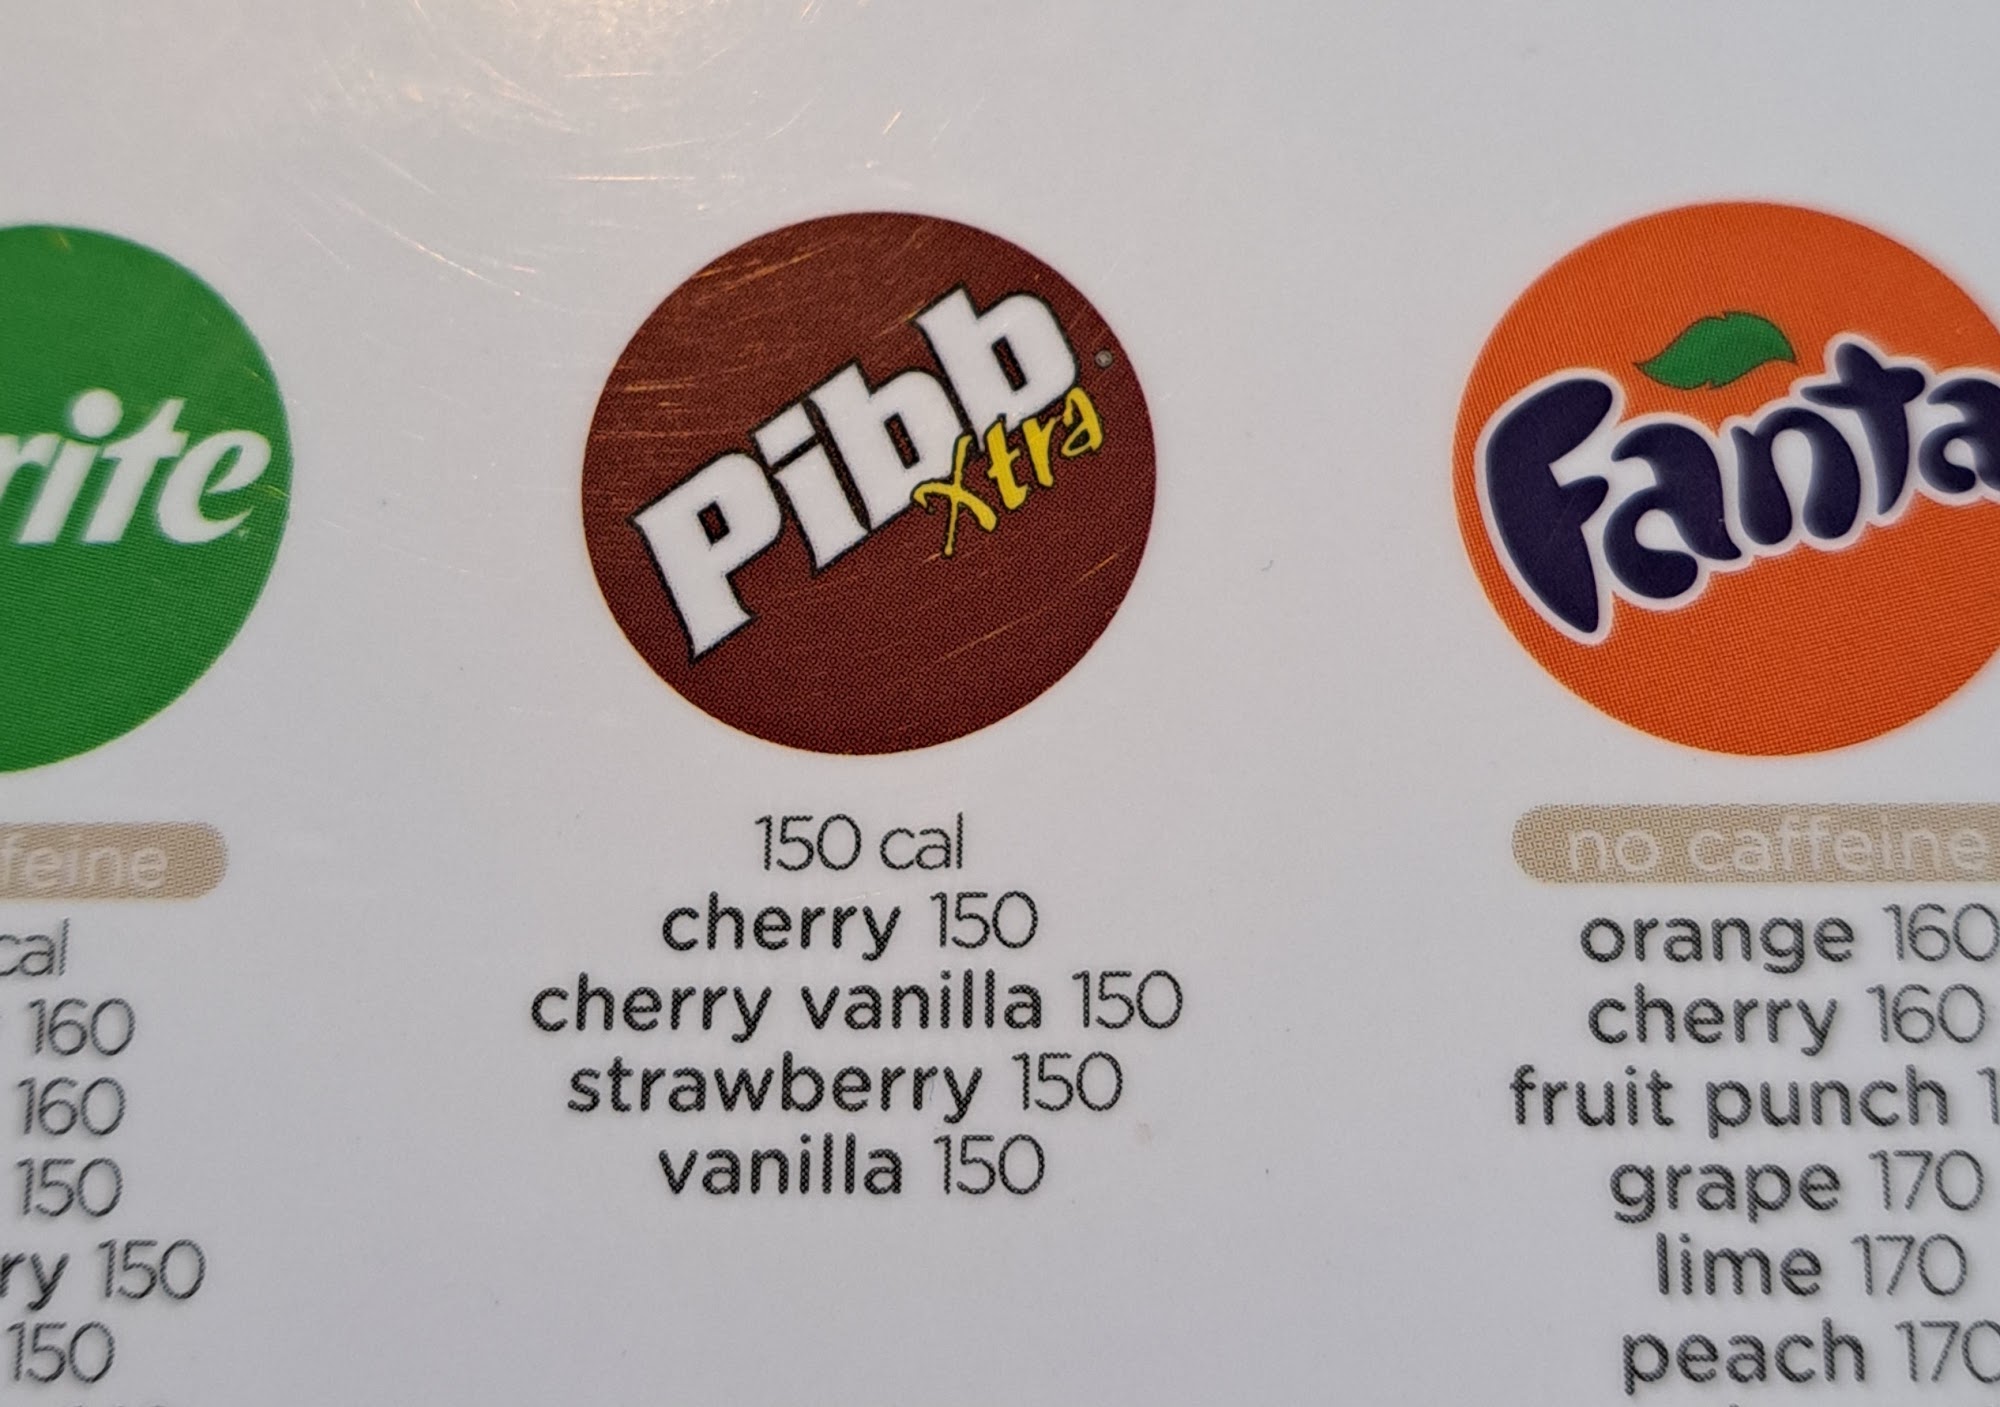 rite
Pibb
Xtra
Fanta
feine
cal
160
160
150
ry 150
150
150 cal
cherry 150
cherry vanilla 150
strawberry 150
vanilla 150
no caffeine
orange 160
cherry 160
fruit punch 1
grape 170
lime 170
peach 170